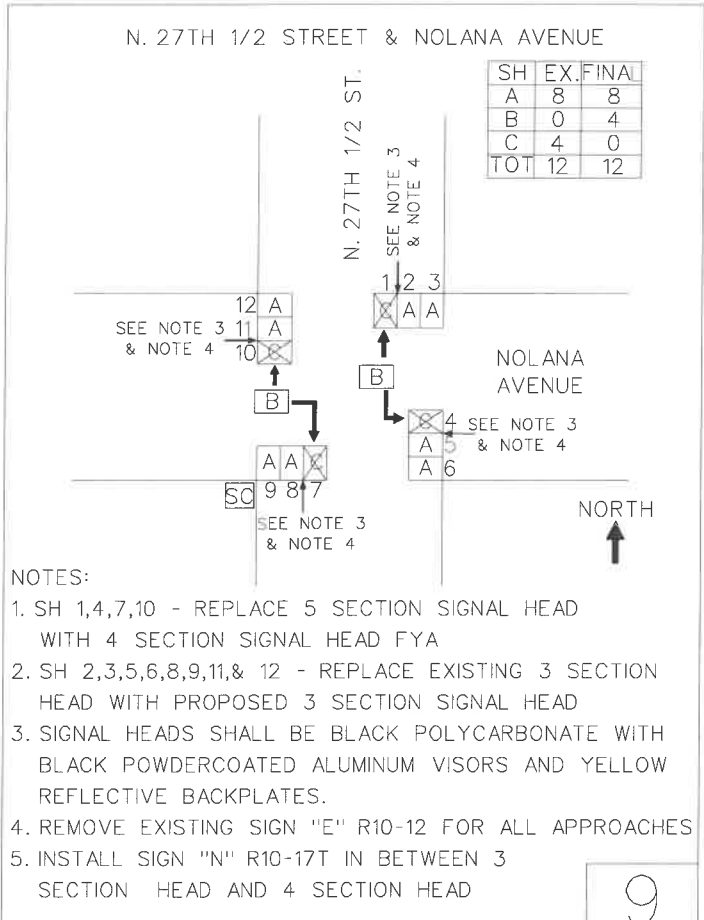 N. 27TH 1/2 STREET & NOLANA AVENUE
SH EX. FINAL
A 8 8
B 0 4
C 4 0
TOT 12 12
N. 27TH 1/2 ST.
SEE NOTE 3
& NOTE 4
1 2 3
C A A
12 A
11 A
10 C
SEE NOTE 3
& NOTE 4
B
B
NOLANA
AVENUE
C 4
A 5
A 6
SEE NOTE 3
& NOTE 4
A A C
SC 9 8 7
SEE NOTE 3
& NOTE 4
NORTH
NOTES:
1. SH 1,4,7,10 - REPLACE 5 SECTION SIGNAL HEAD
WITH 4 SECTION SIGNAL HEAD FYA
2. SH 2,3,5,6,8,9,11,& 12 - REPLACE EXISTING 3 SECTION
HEAD WITH PROPOSED 3 SECTION SIGNAL HEAD
3. SIGNAL HEADS SHALL BE BLACK POLYCARBONATE WITH
BLACK POWDERCOATED ALUMINUM VISORS AND YELLOW
REFLECTIVE BACKPLATES.
4. REMOVE EXISTING SIGN "E" R10-12 FOR ALL APPROACHES
5. INSTALL SIGN "N" R10-17T IN BETWEEN 3
SECTION HEAD AND 4 SECTION HEAD
9